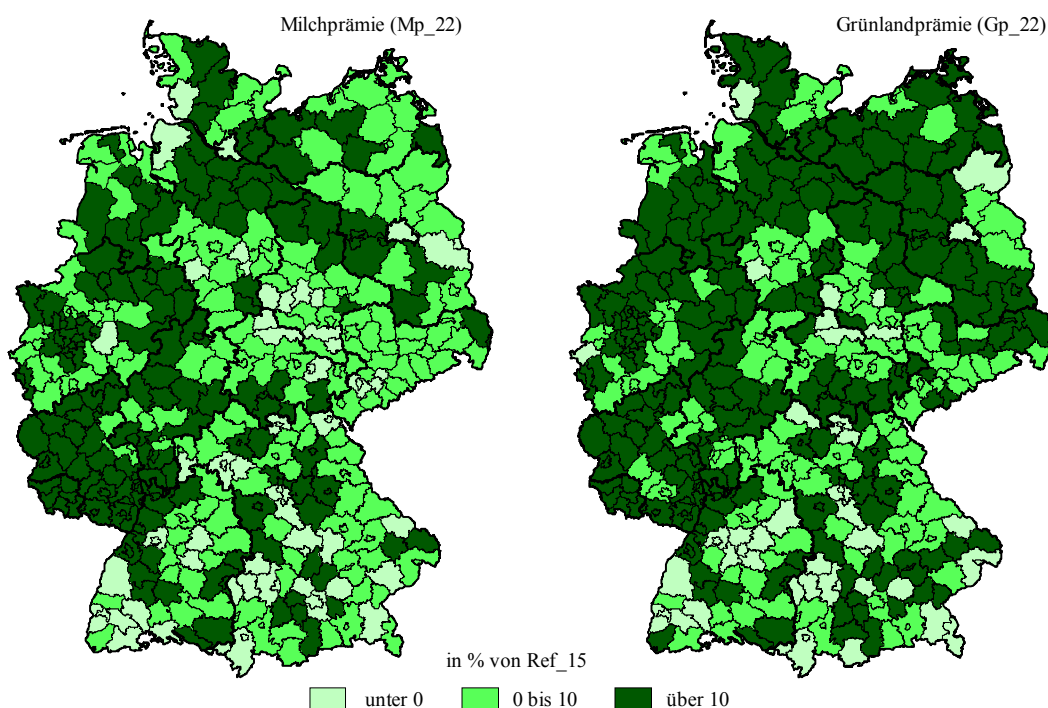 Milchprämie (Mp_22)
Grünlandprämie (Gp_22)
in % von Ref_15
unter 0
0 bis 10
über 10